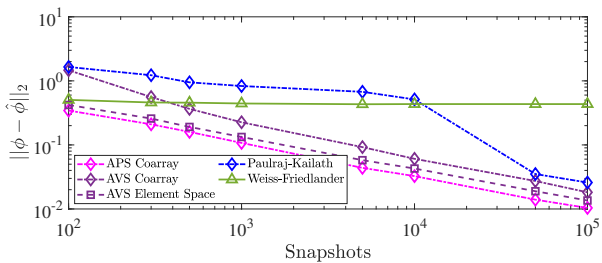 10^1
10^0
10^-1
10^-2
||ϕ − ϕ̂||_2
APS Coarray
AVS Coarray
AVS Element Space
Paulraj-Kailath
Weiss-Friedlander
10^2
10^3
10^4
10^5
Snapshots